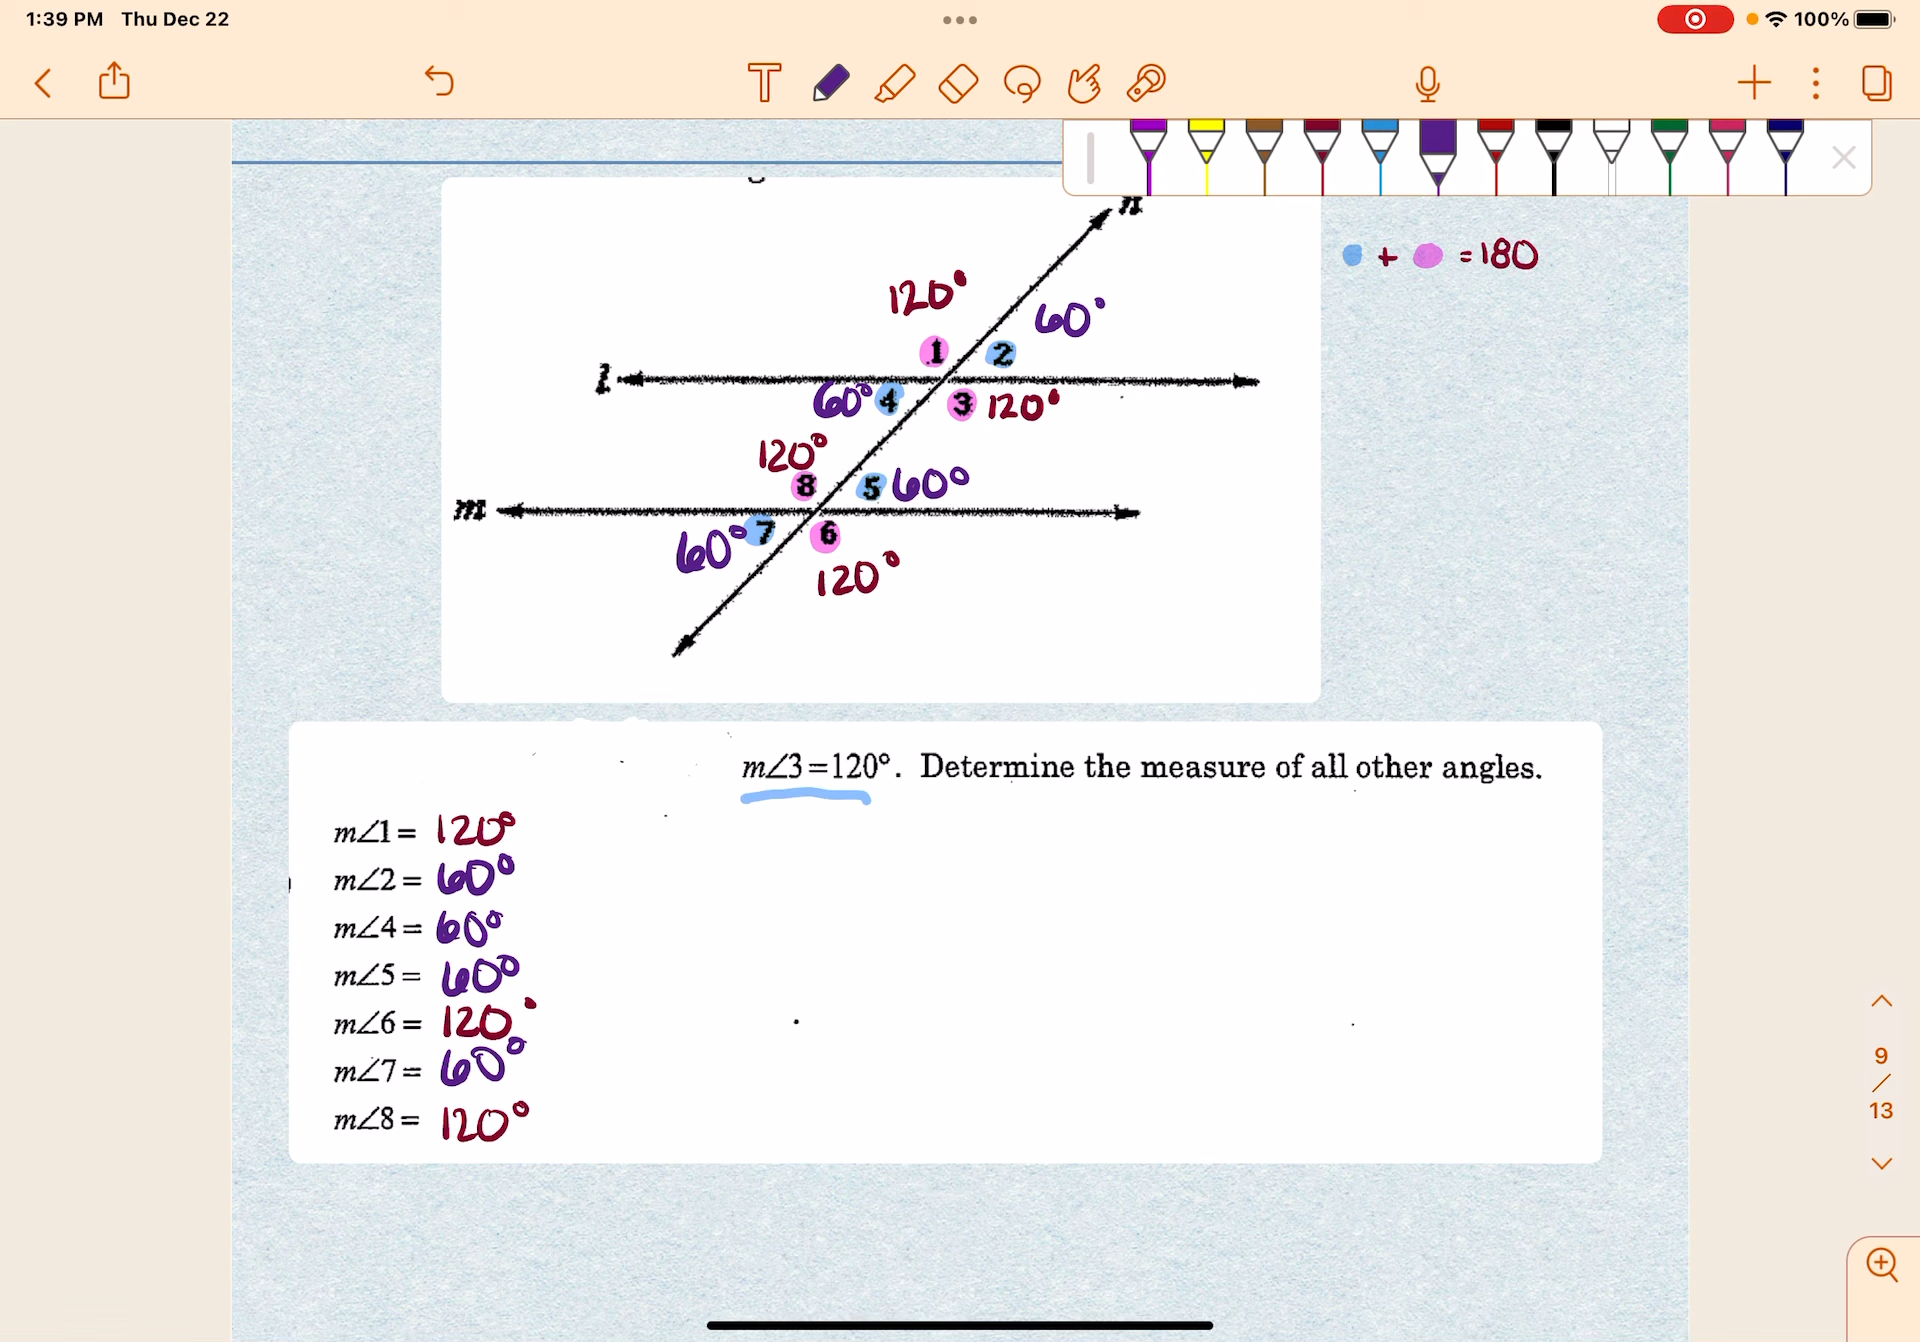 1:39 PM Thu Dec 22
100%
T
n
● + ● = 180
120°
60°
1 2
l
60° 4 3 120°
120°
8 5 60°
m
60° 7 6
120°
m∠3=120°. Determine the measure of all other angles.
m∠1= 120°
m∠2= 60°
m∠4= 60°
m∠5= 60°
m∠6= 120°
m∠7= 60°
m∠8= 120°
9
/
13